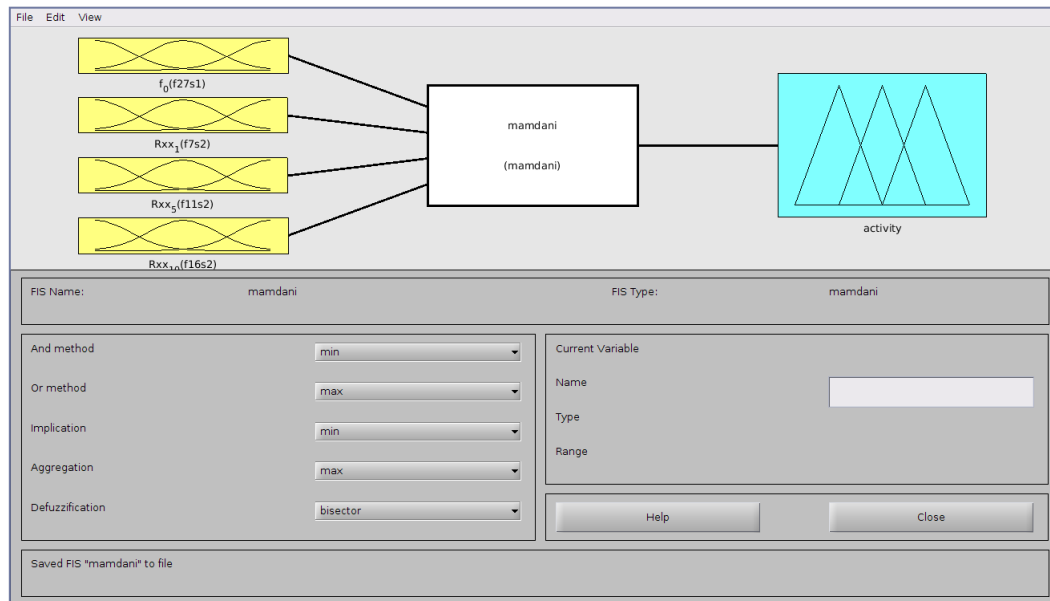 File Edit View
f0(f27s1)
Rxx1(f7s2)
Rxx5(f11s2)
Rxx10(f16s2)
mamdani
(mamdani)
activity
FIS Name: mamdani FIS Type: mamdani
And method min
Or method max
Implication min
Aggregation max
Defuzzification bisector
Current Variable
Name
Type
Range
Help Close
Saved FIS "mamdani" to file